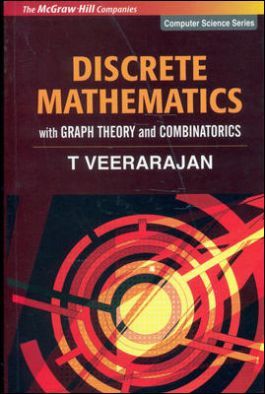 The McGraw-Hill Companies
Computer Science Series
DISCRETE
MATHEMATICS
with GRAPH THEORY and COMBINATORICS
T VEERARAJAN